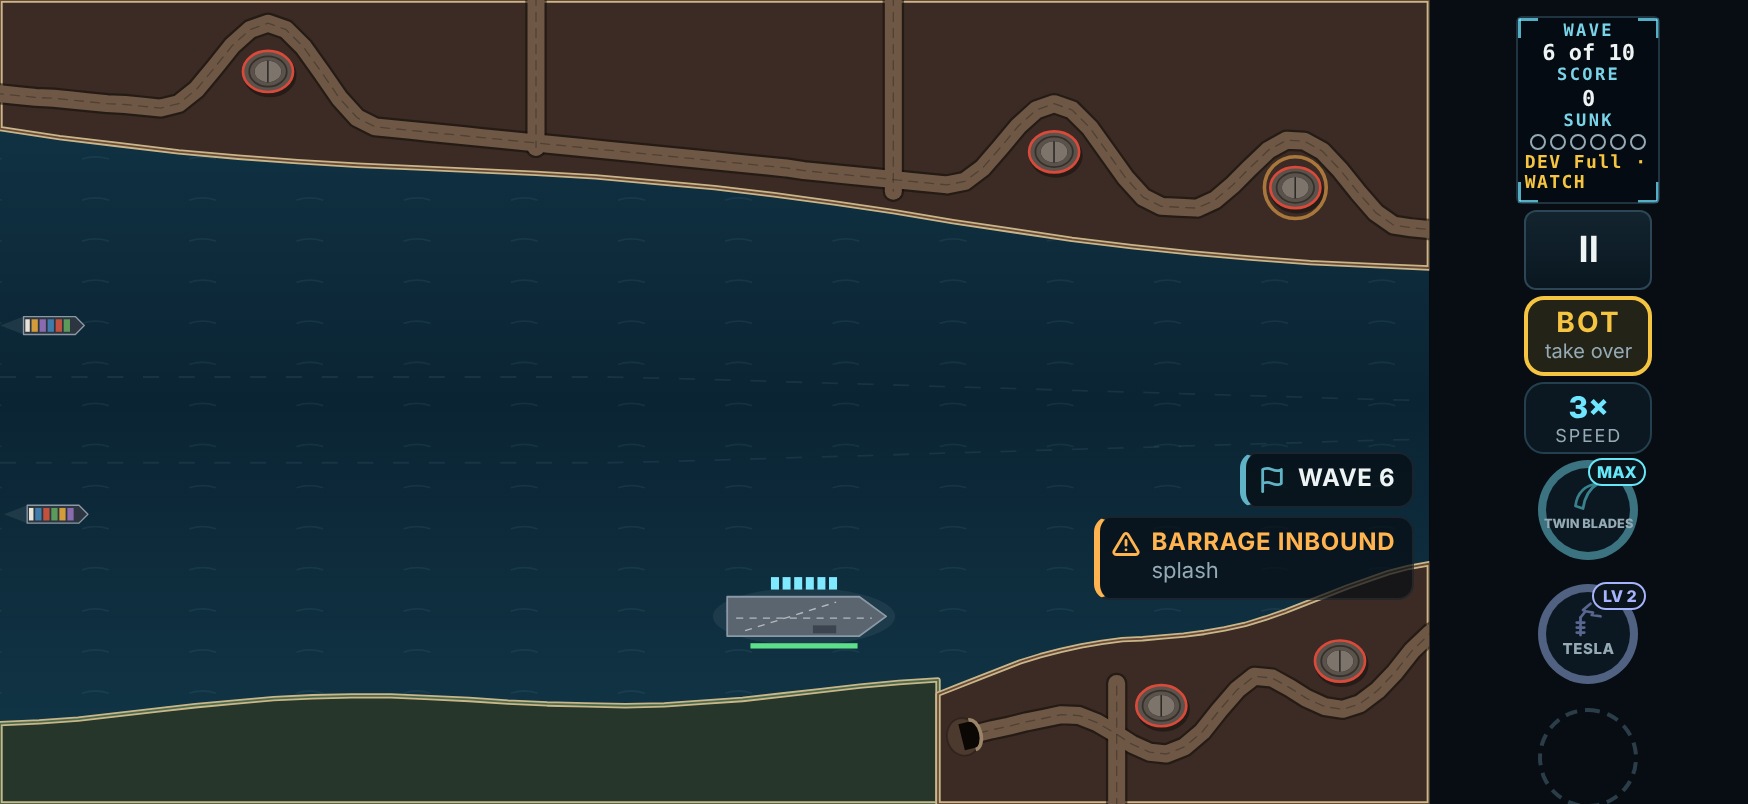 WAVE
6 of 10
SCORE
0
SUNK
DEV Full ·
WATCH
BOT
take over
3×
SPEED
MAX
TWIN BLADES
LV 2
TESLA
WAVE 6
BARRAGE INBOUND
splash